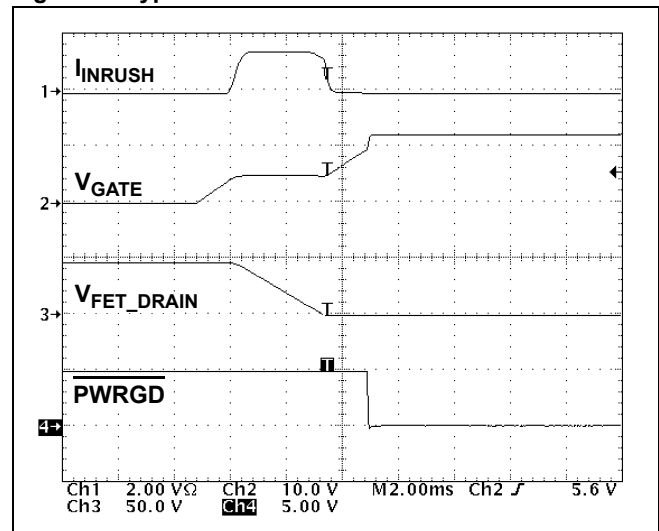 I_INRUSH
T
1→
T
V_GATE
2→
V_FET_DRAIN
T
3→
T
PWRGD
4→
Ch1 2.00 VΩ Ch2 10.0 V M2.00ms Ch2 ∫ 5.6 V
Ch3 50.0 V Ch4 5.00 V